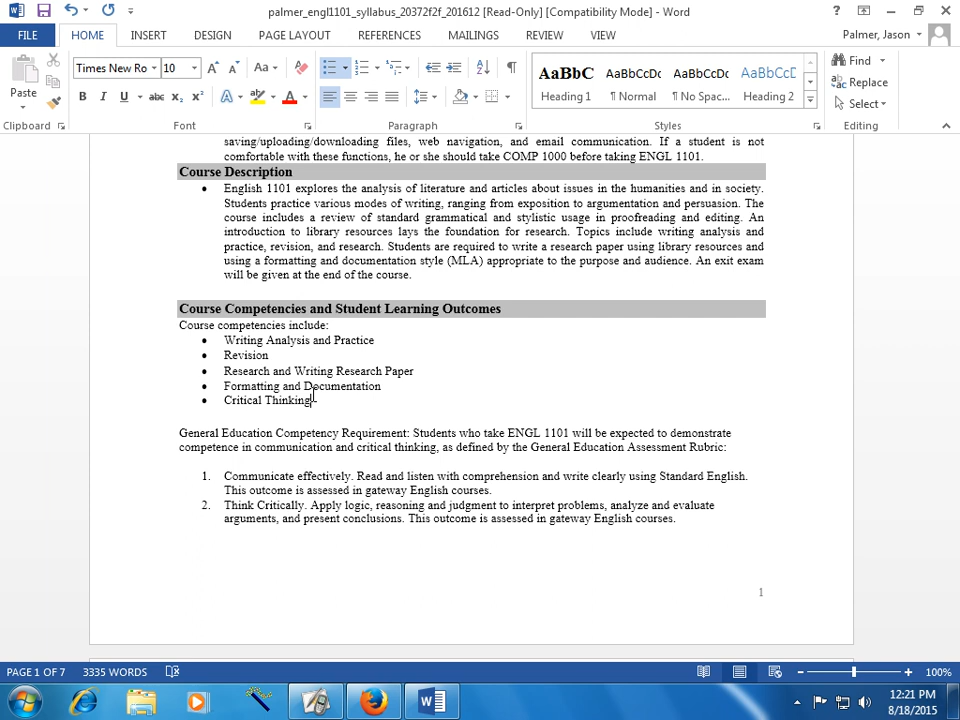 palmer_engl1101_syllabus_20372f2f_201612 [Read-Only] [Compatibility Mode] - Word
FILE HOME INSERT DESIGN PAGE LAYOUT REFERENCES MAILINGS REVIEW VIEW Palmer, Jason
Paste
Times New Ro 10 Aa
B I U abc x₂ x² A A
AaBbC AaBbCcDc AaBbCcDc AaBbCcDc
Heading 1 ¶ Normal ¶ No Spac... Heading 2
Find
Replace
Select
Clipboard Font Paragraph Styles Editing
saving/uploading/downloading files, web navigation, and email communication. If a student is not
comfortable with these functions, he or she should take COMP 1000 before taking ENGL 1101.
Course Description
• English 1101 explores the analysis of literature and articles about issues in the humanities and in society.
Students practice various modes of writing, ranging from exposition to argumentation and persuasion. The
course includes a review of standard grammatical and stylistic usage in proofreading and editing. An
introduction to library resources lays the foundation for research. Topics include writing analysis and
practice, revision, and research. Students are required to write a research paper using library resources and
using a formatting and documentation style (MLA) appropriate to the purpose and audience. An exit exam
will be given at the end of the course.
Course Competencies and Student Learning Outcomes
Course competencies include:
• Writing Analysis and Practice
• Revision
• Research and Writing Research Paper
• Formatting and Documentation
• Critical Thinking
General Education Competency Requirement: Students who take ENGL 1101 will be expected to demonstrate
competence in communication and critical thinking, as defined by the General Education Assessment Rubric:
1. Communicate effectively. Read and listen with comprehension and write clearly using Standard English.
This outcome is assessed in gateway English courses.
2. Think Critically. Apply logic, reasoning and judgment to interpret problems, analyze and evaluate
arguments, and present conclusions. This outcome is assessed in gateway English courses.
1
PAGE 1 OF 7 3335 WORDS 100%
12:21 PM
8/18/2015